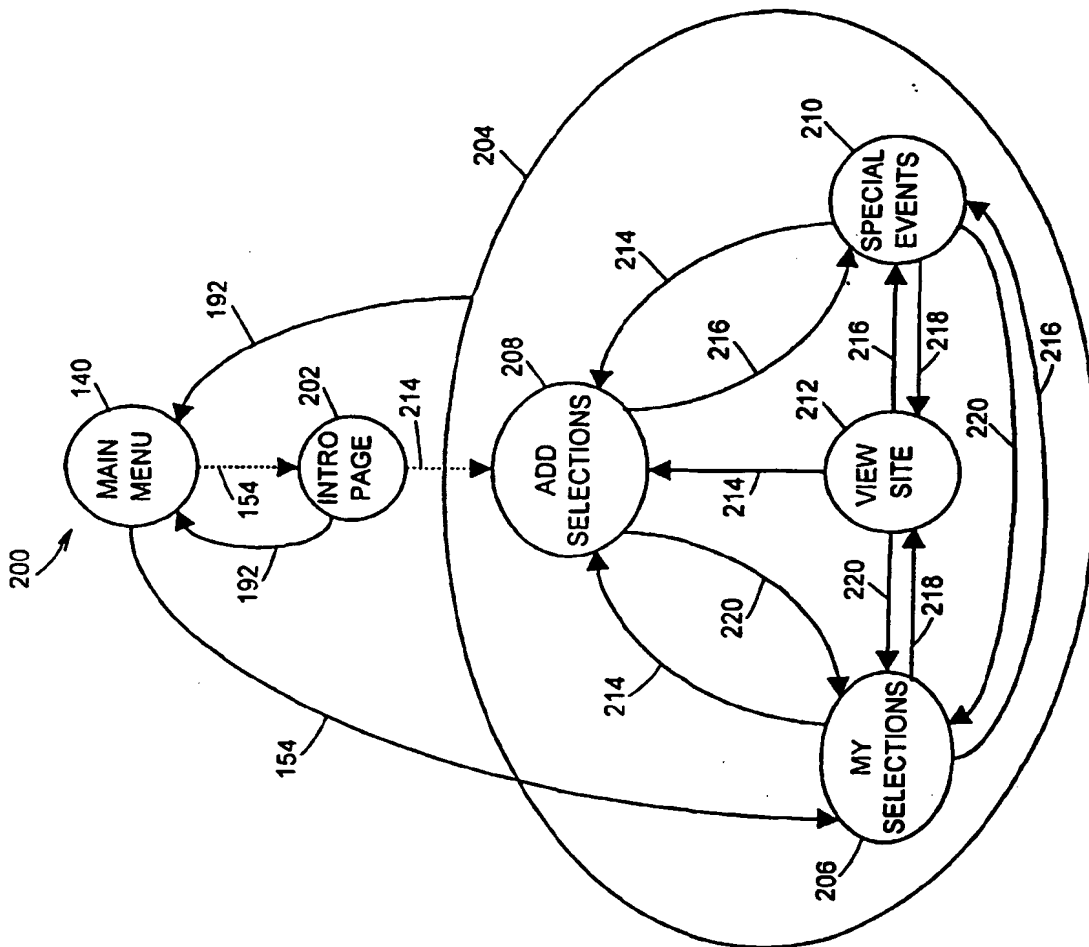 200
MAIN
MENU
140
192
154
INTRO
PAGE
202
192
214
154
204
ADD
SELECTIONS
208
214
216
220
214
214
SPECIAL
EVENTS
210
VIEW
SITE
212
216
218
220
218
MY
SELECTIONS
206
220
216